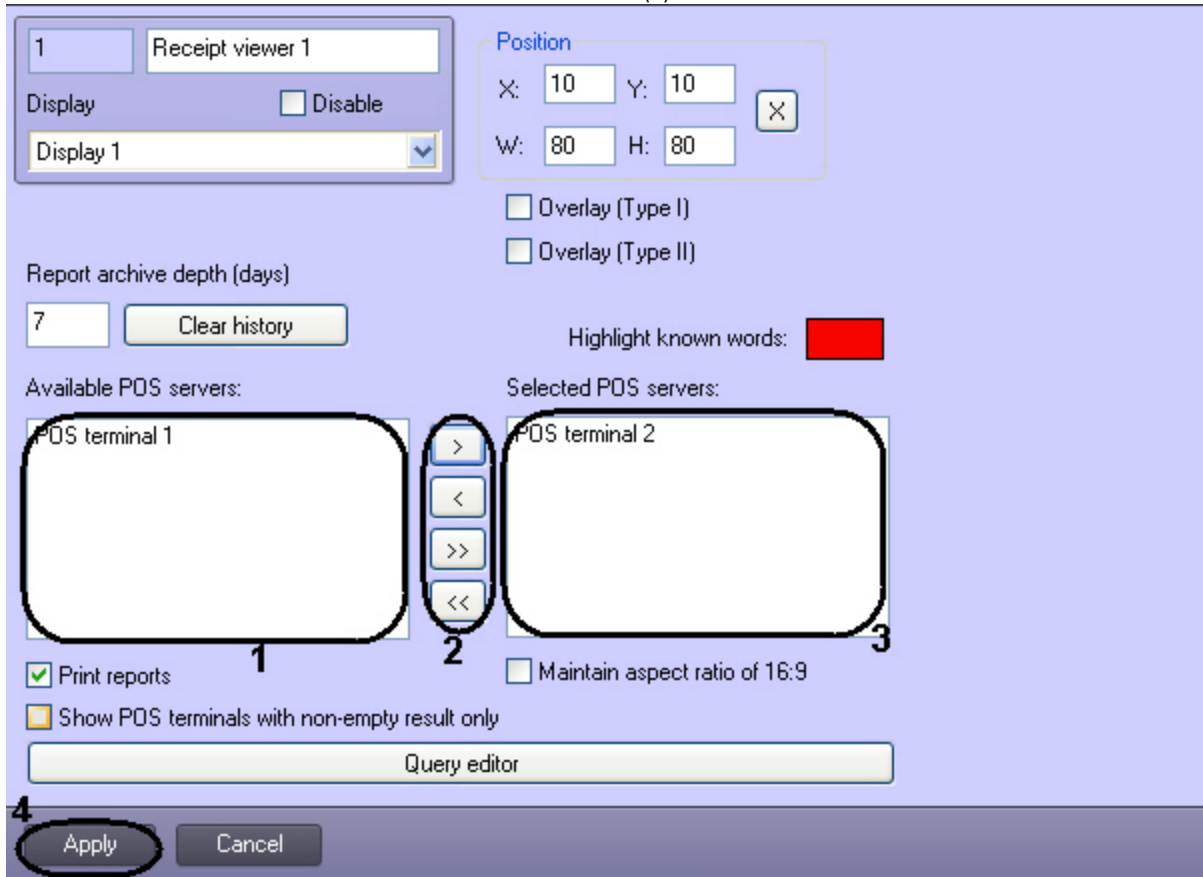 1 Receipt viewer 1
Display Disable
Display 1
Position
X: 10 Y: 10
X
W: 80 H: 80
Overlay (Type I)
Overlay (Type II)
Report archive depth (days)
7 Clear history
Highlight known words:
Available POS servers:
Selected POS servers:
POS terminal 1
POS terminal 2
>
<
>>
<<
1
2
3
Print reports
Maintain aspect ratio of 16:9
Show POS terminals with non-empty result only
Query editor
4
Apply Cancel